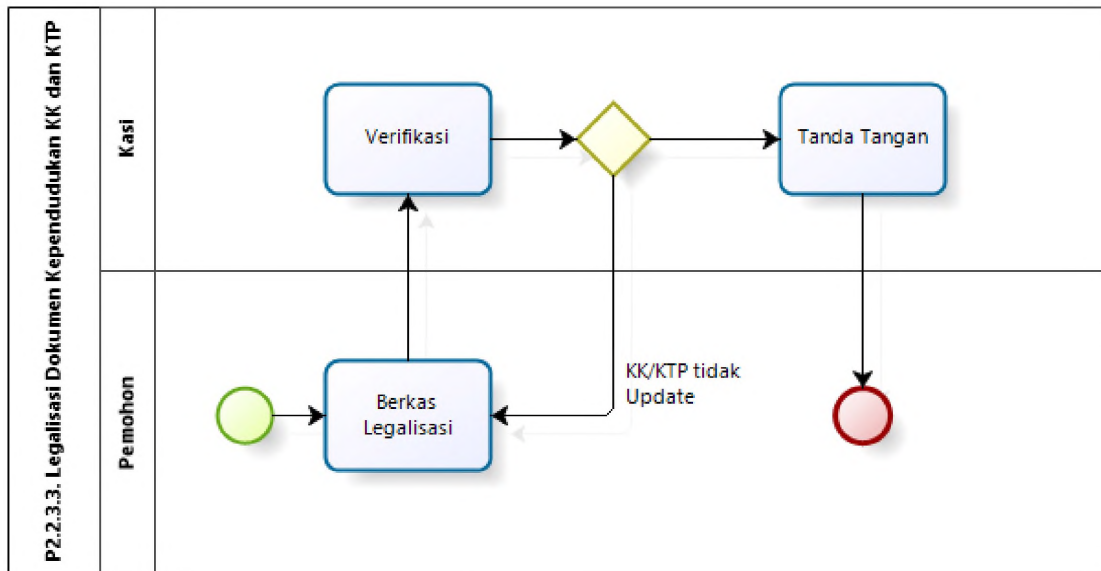 P2.2.3.3. Legalisasi Dokumen Kependudukan KK dan KTP
Kasi
Verifikasi
Tanda Tangan
Pemohon
Berkas
Legalisasi
KK/KTP tidak
Update